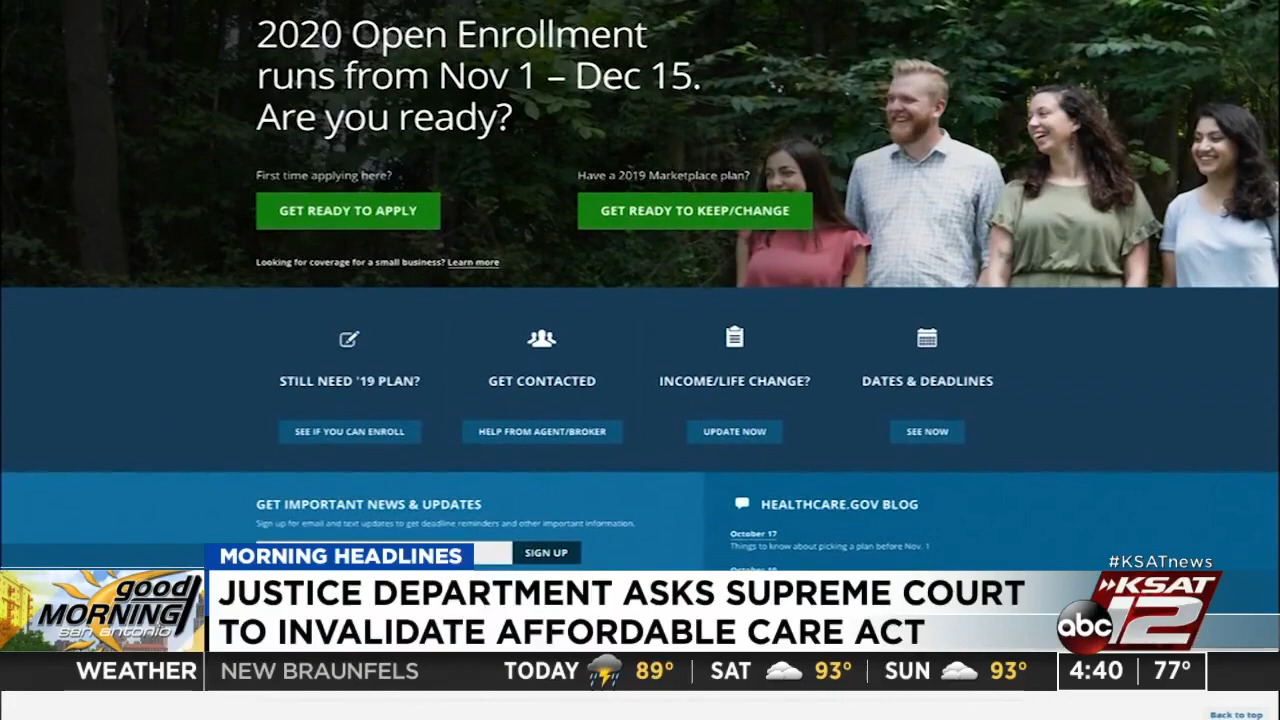 2020 Open Enrollment
runs from Nov 1 – Dec 15.
Are you ready?
First time applying here?
Have a 2019 Marketplace plan?
GET READY TO APPLY
GET READY TO KEEP/CHANGE
Looking for coverage for a small business? Learn more
STILL NEED '19 PLAN?
GET CONTACTED
INCOME/LIFE CHANGE?
DATES & DEADLINES
SEE IF YOU CAN ENROLL
HELP FROM AGENT/BROKER
UPDATE NOW
SEE NOW
GET IMPORTANT NEWS & UPDATES
Sign up for email and text updates to get deadline reminders and other important information.
SIGN UP
HEALTHCARE.GOV BLOG
October 17
Things to know about picking a plan before Nov. 1
MORNING HEADLINES
#KSATnews
JUSTICE DEPARTMENT ASKS SUPREME COURT
TO INVALIDATE AFFORDABLE CARE ACT
good
MORNING
san antonio
KSAT
abc 12
WEATHER NEW BRAUNFELS TODAY 89° SAT 93° SUN 93° 4:40 77°
Back to top